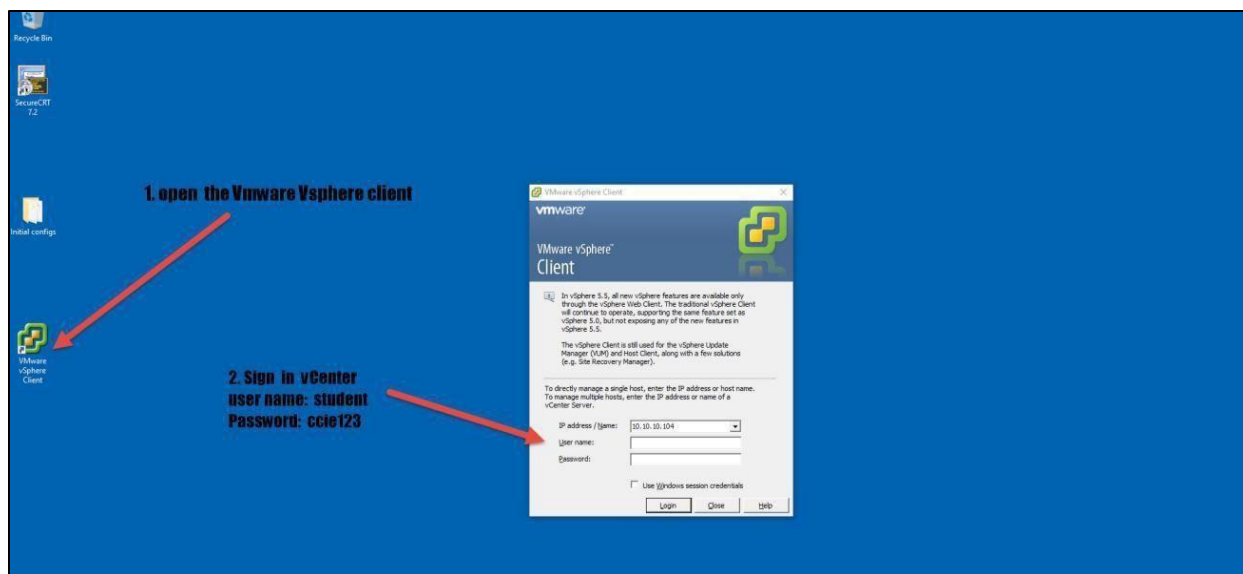 Recycle Bin
SecureCRT
7.2
Initial configs
VMware
vSphere
Client
1. open the Vmware Vsphere client
2. Sign in vCenter
user name: student
Password: ccie123
VMware vSphere Client
vmware
VMware vSphere™
Client
In vSphere 5.5, all new vSphere features are available only
through the vSphere Web Client. The traditional vSphere Client
will continue to operate, supporting the same feature set as
vSphere 5.0, but not exposing any of the new features in
vSphere 5.5.
The vSphere Client is still used for the vSphere Update
Manager (VUM) and Host Client, along with a few solutions
(e.g. Site Recovery Manager).
To directly manage a single host, enter the IP address or host name.
To manage multiple hosts, enter the IP address or name of a
vCenter Server.
IP address / Name: 10.10.10.104
User name:
Password:
Use Windows session credentials
Login Close Help